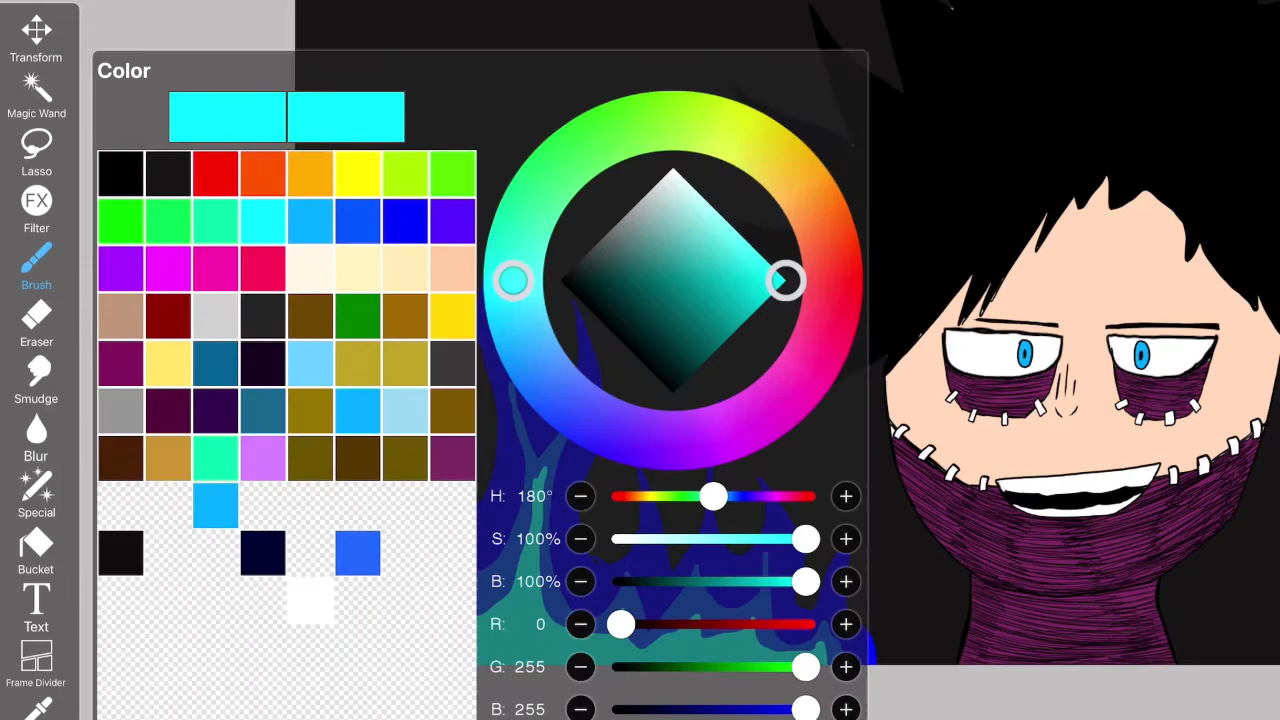 Transform
Magic Wand
Lasso
FX
Filter
Brush
Eraser
Smudge
Blur
Special
Bucket
T
Text
Frame Divider
Color
H: 180°
S: 100%
B: 100%
R: 0
G: 255
B: 255